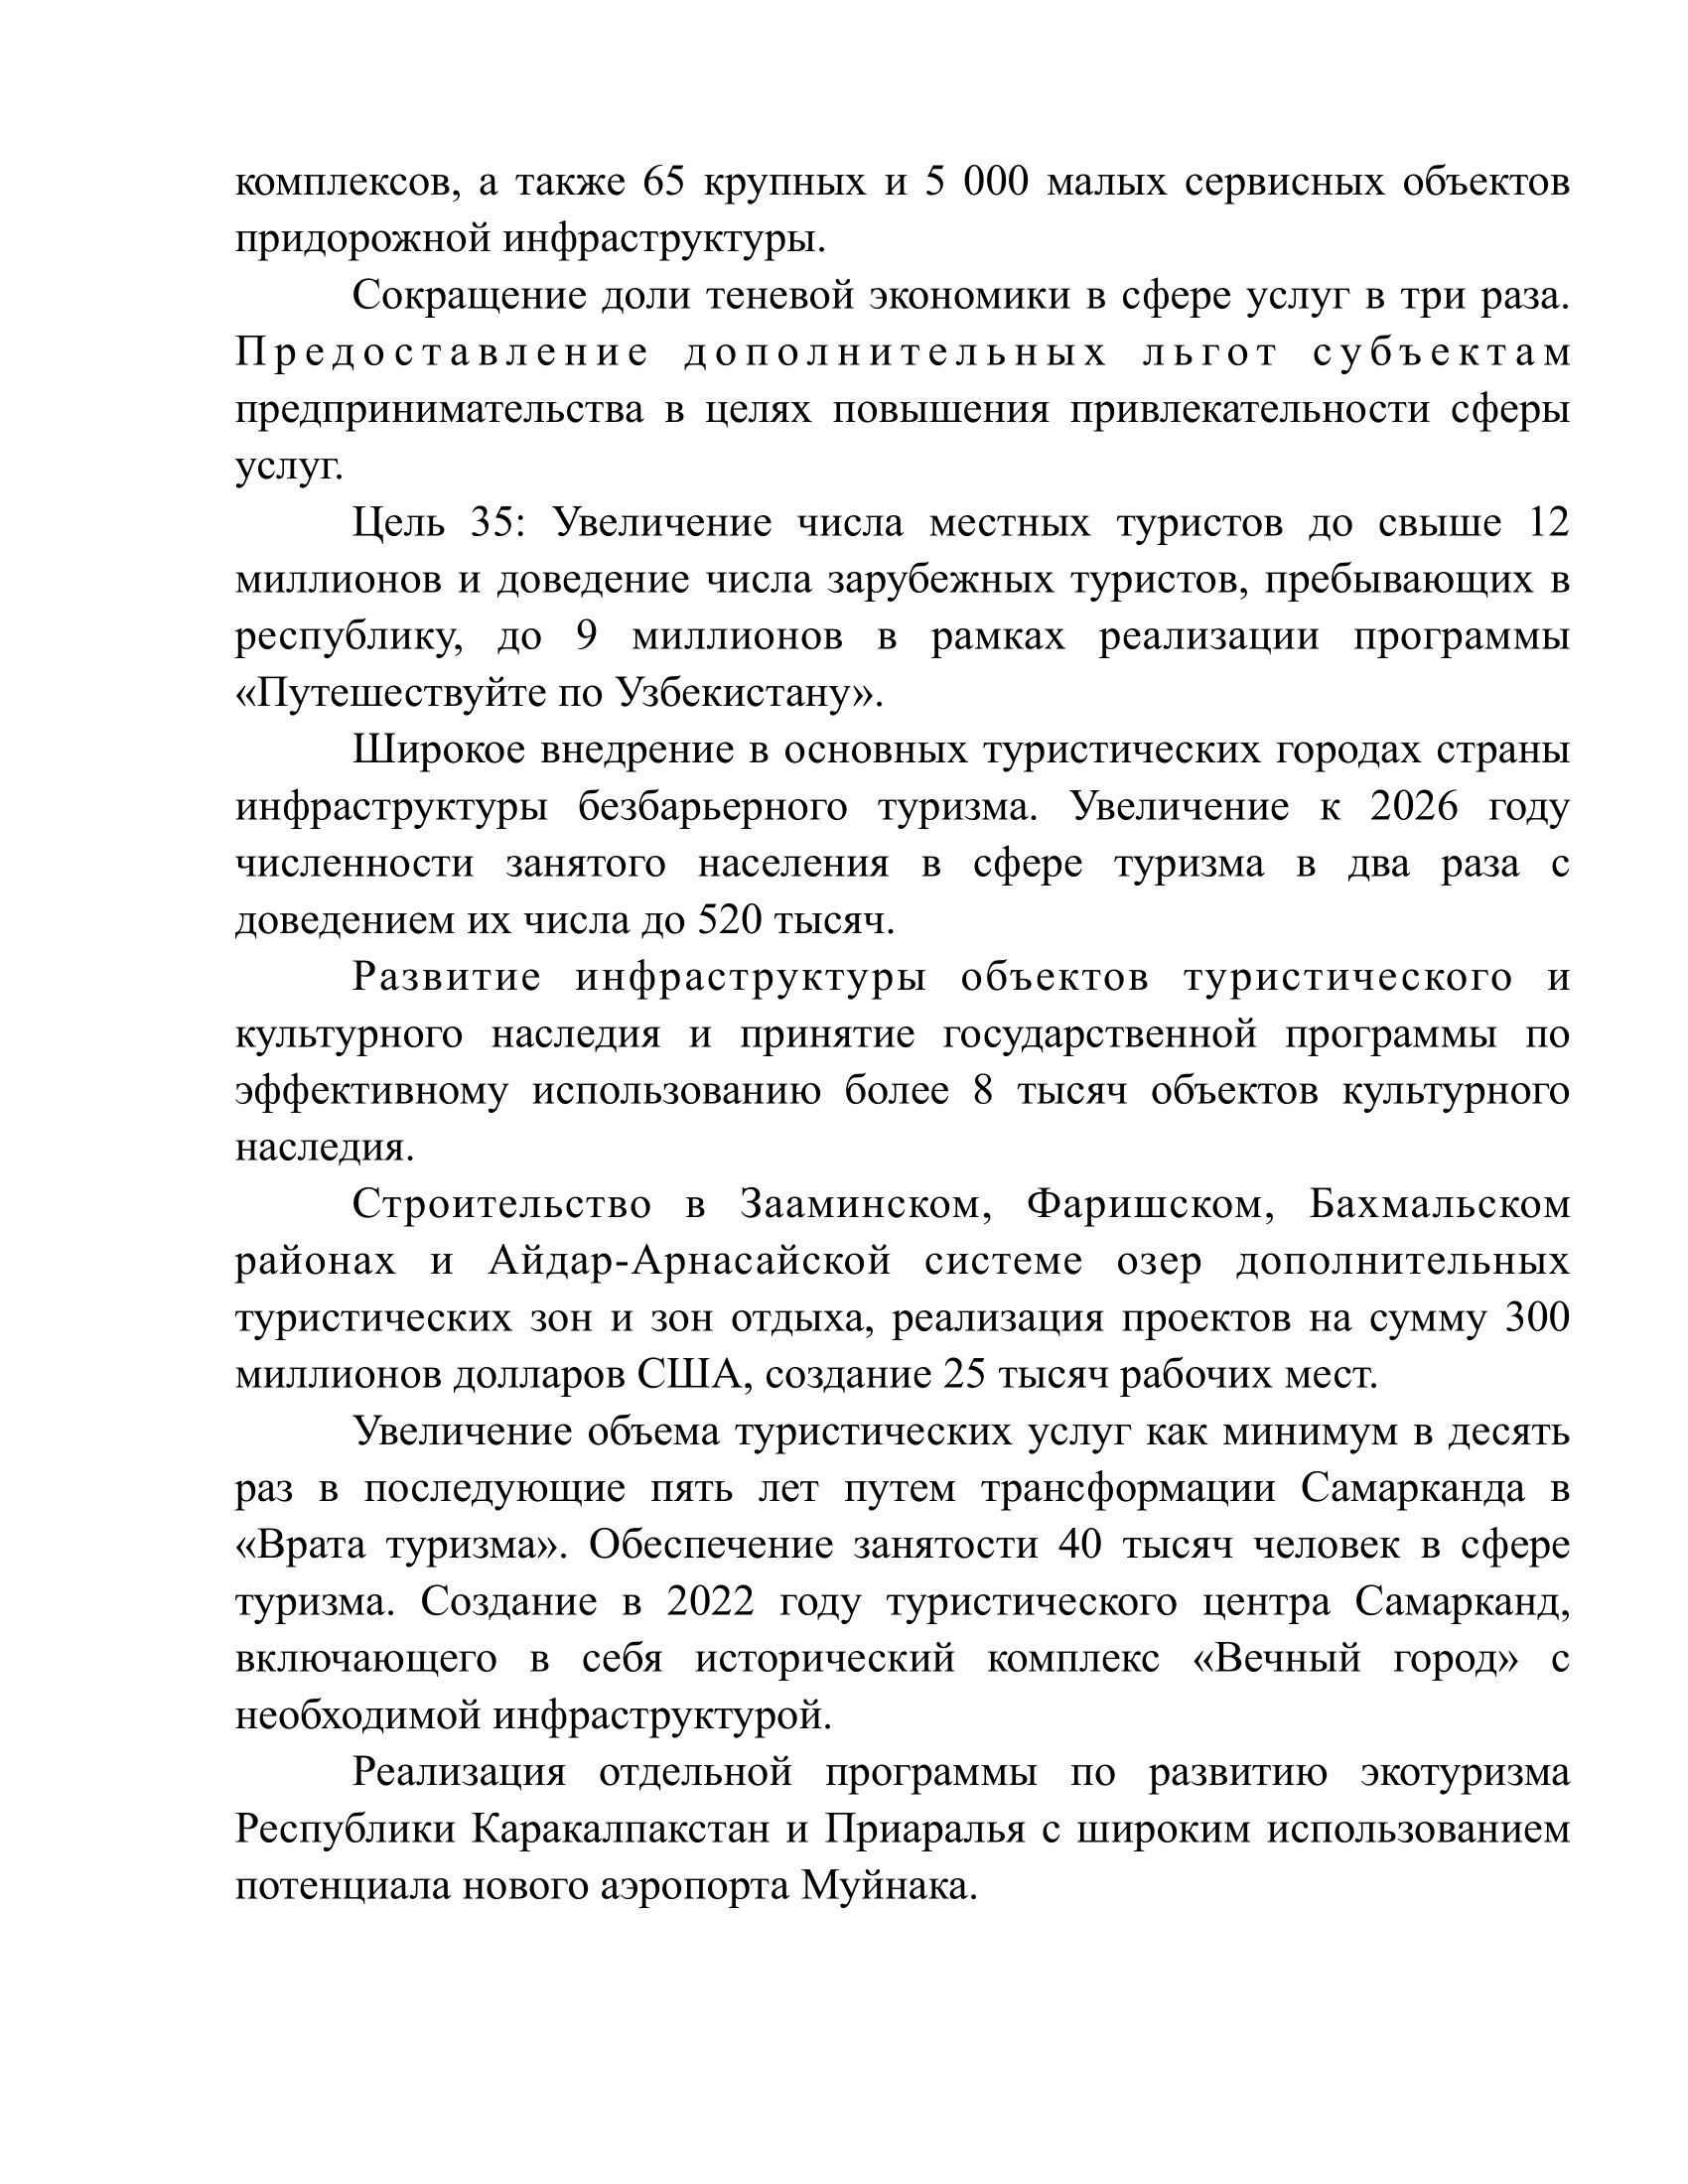 комплексов, а также 65 крупных и 5 000 малых сервисных объектов
придорожной инфраструктуры.
Сокращение доли теневой экономики в сфере услуг в три раза.
Предоставление дополнительных льгот субъектам
предпринимательства в целях повышения привлекательности сферы
услуг.
Цель 35: Увеличение числа местных туристов до свыше 12
миллионов и доведение числа зарубежных туристов, пребывающих в
республику, до 9 миллионов в рамках реализации программы
«Путешествуйте по Узбекистану».
Широкое внедрение в основных туристических городах страны
инфраструктуры безбарьерного туризма. Увеличение к 2026 году
численности занятого населения в сфере туризма в два раза с
доведением их числа до 520 тысяч.
Развитие инфраструктуры объектов туристического и
культурного наследия и принятие государственной программы по
эффективному использованию более 8 тысяч объектов культурного
наследия.
Строительство в Зааминском, Фаришском, Бахмальском
районах и Айдар-Арнасайской системе озер дополнительных
туристических зон и зон отдыха, реализация проектов на сумму 300
миллионов долларов США, создание 25 тысяч рабочих мест.
Увеличение объема туристических услуг как минимум в десять
раз в последующие пять лет путем трансформации Самарканда в
«Врата туризма». Обеспечение занятости 40 тысяч человек в сфере
туризма. Создание в 2022 году туристического центра Самарканд,
включающего в себя исторический комплекс «Вечный город» с
необходимой инфраструктурой.
Реализация отдельной программы по развитию экотуризма
Республики Каракалпакстан и Приаралья с широким использованием
потенциала нового аэропорта Муйнака.